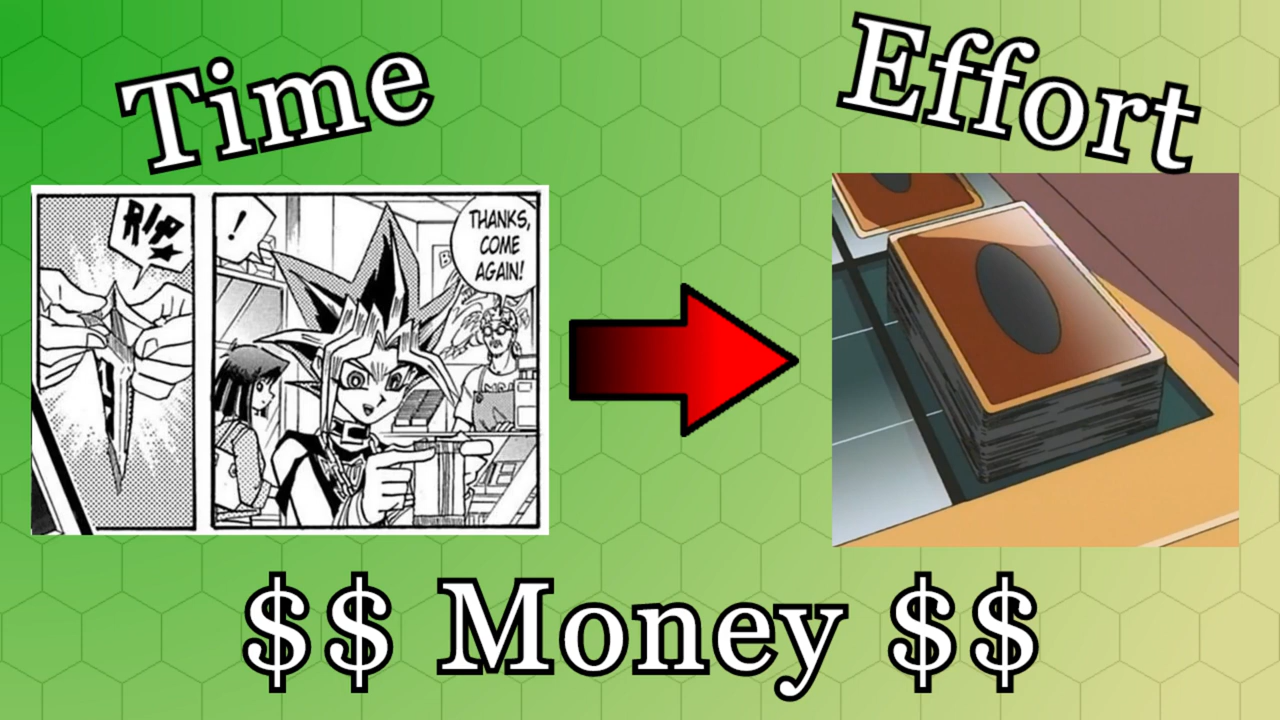 Time
Effort
RIP
!
THANKS,
COME
AGAIN!
$$ Money $$